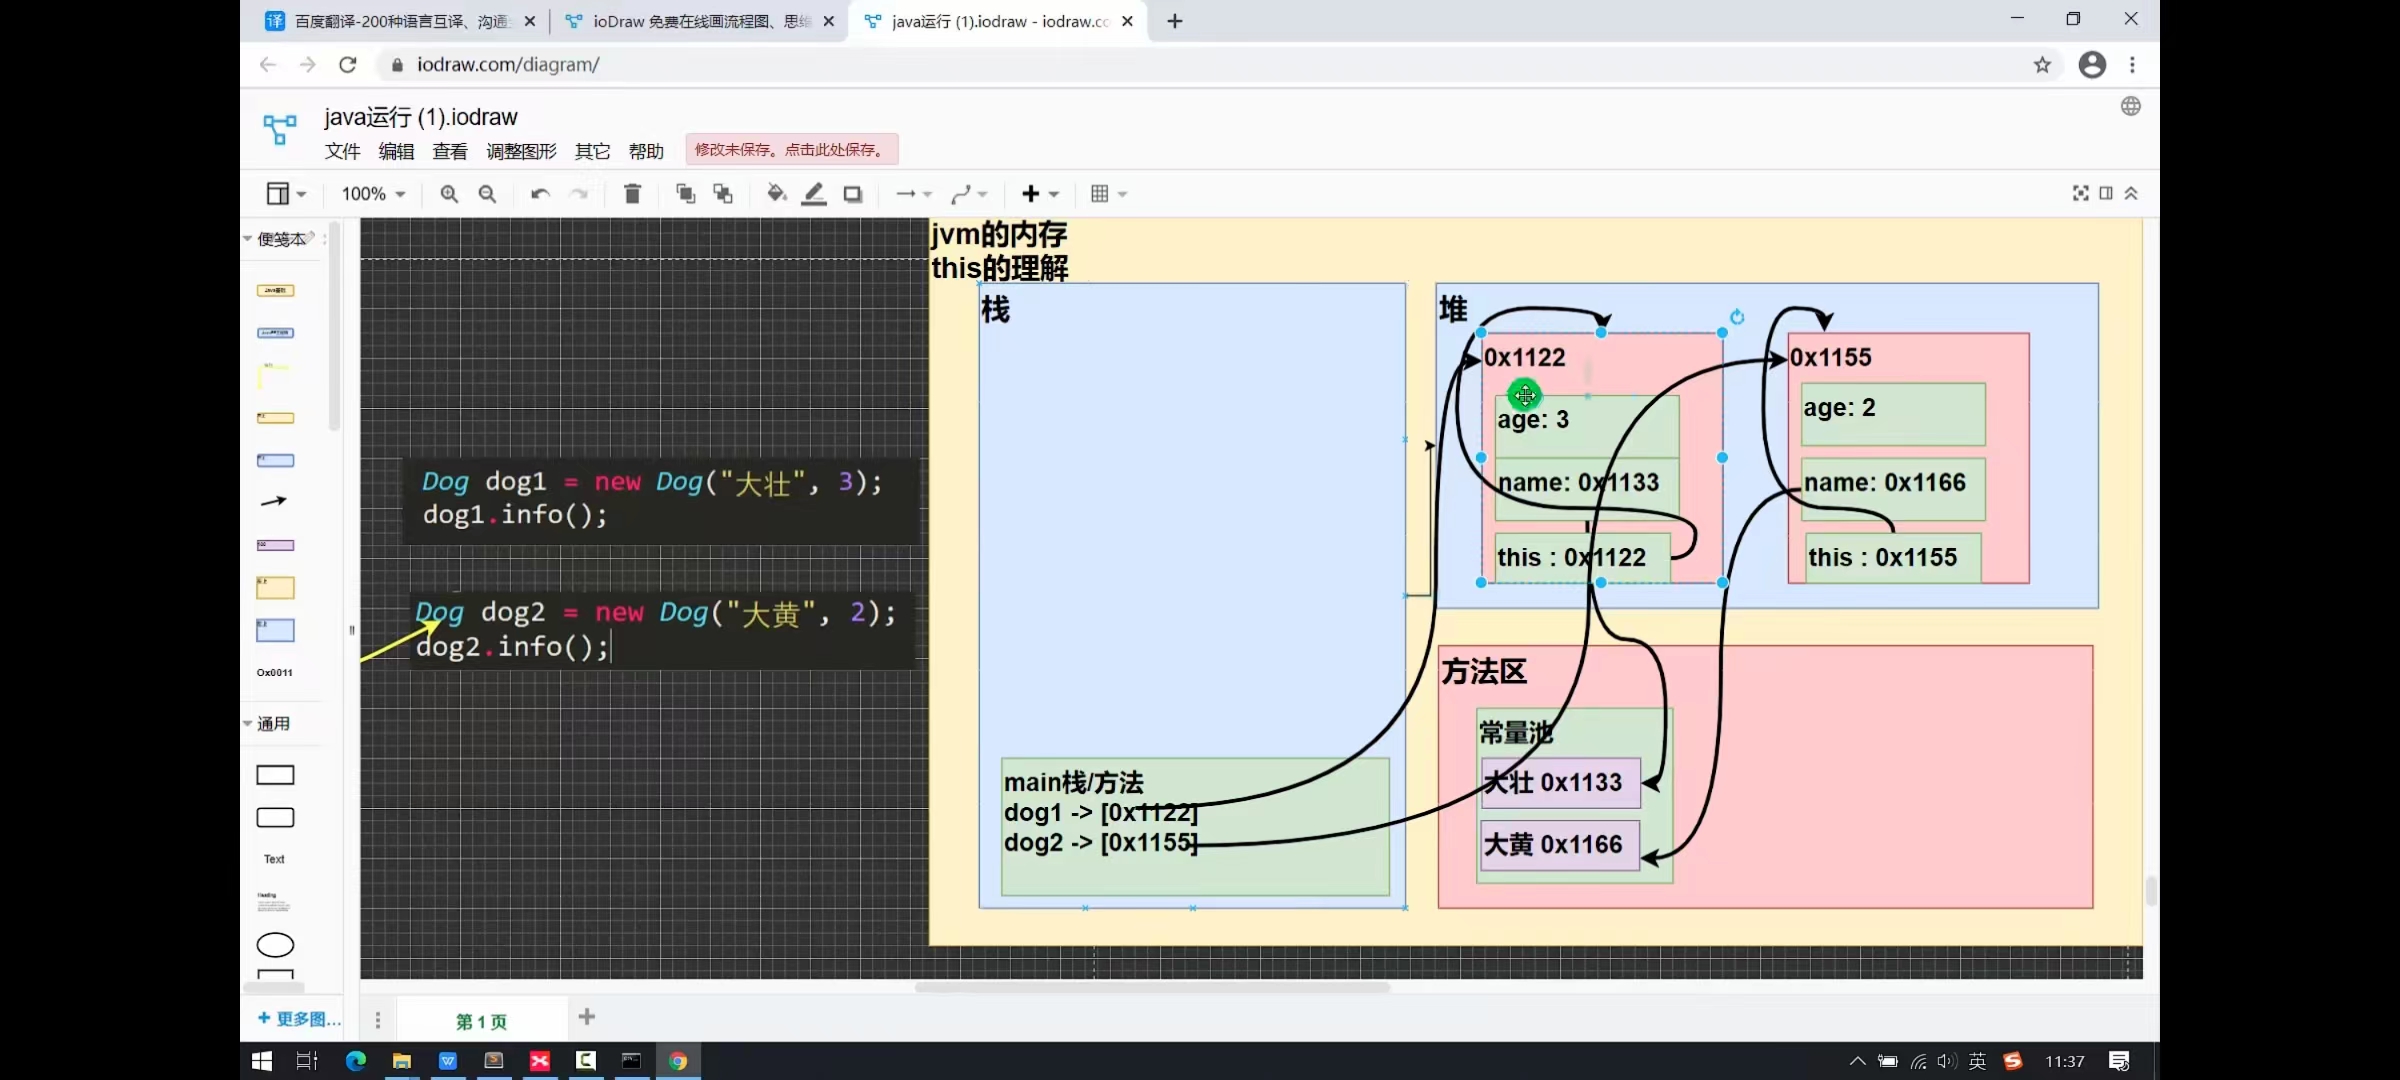 百度翻译-200种语言互译、沟通
ioDraw 免费在线画流程图、思维
java运行 (1).iodraw - iodraw.co
iodraw.com/diagram/
java运行 (1).iodraw
文件 编辑 查看 调整图形 其它 帮助
修改未保存。点击此处保存。
100%
便笺本
Ox0011
通用
Text
Heading
更多图...
第 1 页
Dog dog1 = new Dog("大壮", 3);
dog1.info();
Dog dog2 = new Dog("大黄", 2);
dog2.info();
jvm的内存
this的理解
栈
main栈/方法
dog1 -> [0x1122]
dog2 -> [0x1155]
堆
0x1122
age: 3
name: 0x1133
this : 0x1122
0x1155
age: 2
name: 0x1166
this : 0x1155
方法区
常量池
大壮 0x1133
大黄 0x1166
英
11:37